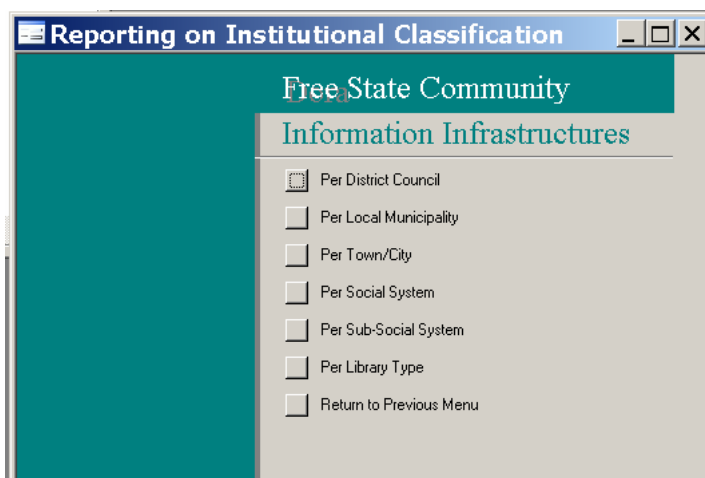 Reporting on Institutional Classification
Free State Community
Information Infrastructures
Per District Council
Per Local Municipality
Per Town/City
Per Social System
Per Sub-Social System
Per Library Type
Return to Previous Menu